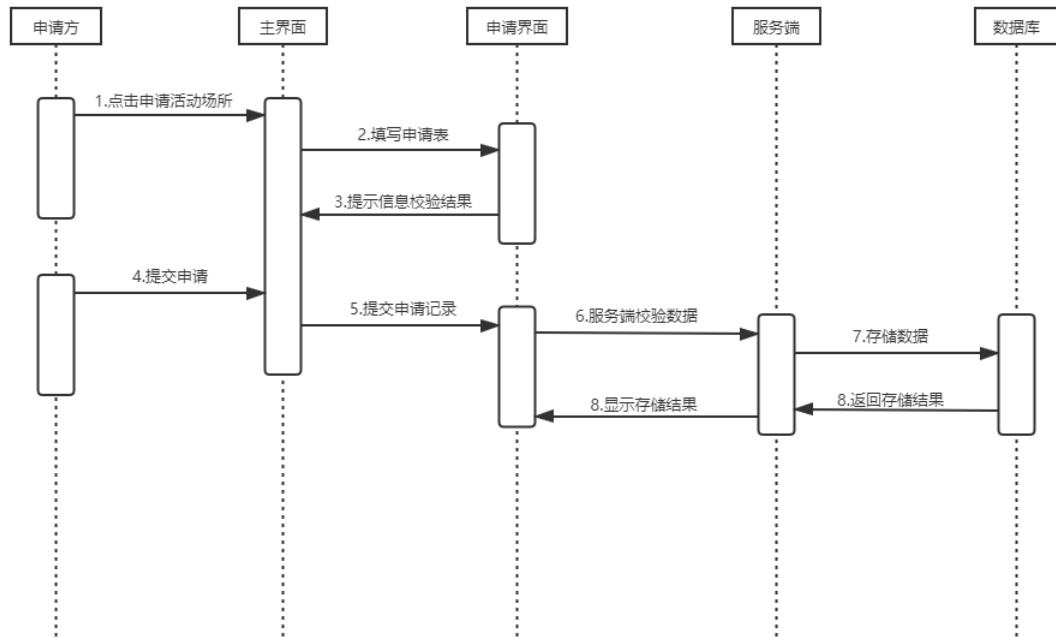 申请方
主界面
申请界面
服务端
数据库
1.点击申请活动场所
2.填写申请表
3.提示信息校验结果
4.提交申请
5.提交申请记录
6.服务端校验数据
7.存储数据
8.返回存储结果
8.显示存储结果